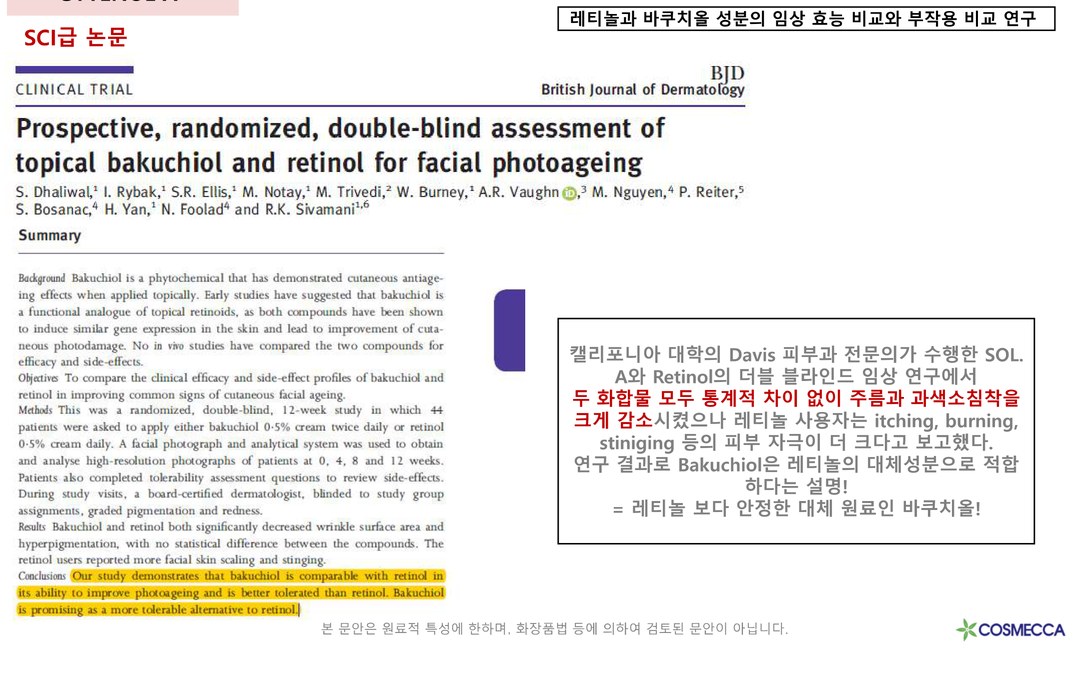 레티놀과 바쿠치올 성분의 임상 효능 비교와 부작용 비교 연구
SCI급 논문
BJD
CLINICAL TRIAL
British Journal of Dermatology
Prospective, randomized, double-blind assessment of
topical bakuchiol and retinol for facial photoageing
S. Dhaliwal,¹ I. Rybak,¹ S.R. Ellis,¹ M. Notay,¹ M. Trivedi,² W. Burney,¹ A.R. Vaughn iD,³ M. Nguyen,⁴ P. Reiter,⁵
S. Bosanac,⁴ H. Yan,¹ N. Foolad⁴ and R.K. Sivamani¹,⁶
Summary
Background Bakuchiol is a phytochemical that has demonstrated cutaneous antiage-
ing effects when applied topically. Early studies have suggested that bakuchiol is
a functional analogue of topical retinoids, as both compounds have been shown
to induce similar gene expression in the skin and lead to improvement of cuta-
neous photodamage. No in vivo studies have compared the two compounds for
efficacy and side-effects.
Objectives To compare the clinical efficacy and side-effect profiles of bakuchiol and
retinol in improving common signs of cutaneous facial ageing.
Methods This was a randomized, double-blind, 12-week study in which 44
patients were asked to apply either bakuchiol 0·5% cream twice daily or retinol
0·5% cream daily. A facial photograph and analytical system was used to obtain
and analyse high-resolution photographs of patients at 0, 4, 8 and 12 weeks.
Patients also completed tolerability assessment questions to review side-effects.
During study visits, a board-certified dermatologist, blinded to study group
assignments, graded pigmentation and redness.
Results Bakuchiol and retinol both significantly decreased wrinkle surface area and
hyperpigmentation, with no statistical difference between the compounds. The
retinol users reported more facial skin scaling and stinging.
Conclusions Our study demonstrates that bakuchiol is comparable with retinol in
its ability to improve photoageing and is better tolerated than retinol. Bakuchiol
is promising as a more tolerable alternative to retinol.
캘리포니아 대학의 Davis 피부과 전문의가 수행한 SOL.
A와 Retinol의 더블 블라인드 임상 연구에서
두 화합물 모두 통계적 차이 없이 주름과 과색소침착을
크게 감소시켰으나 레티놀 사용자는 itching, burning,
stiniging 등의 피부 자극이 더 크다고 보고했다.
연구 결과로 Bakuchiol은 레티놀의 대체성분으로 적합
하다는 설명!
= 레티놀 보다 안정한 대체 원료인 바쿠치올!
본 문안은 원료적 특성에 한하며, 화장품법 등에 의하여 검토된 문안이 아닙니다.
COSMECCA